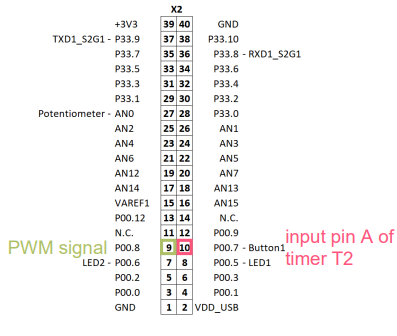 X2
+3V3 39 40 GND
TXD1_S2G1 - P33.9 37 38 P33.10
P33.7 35 36 P33.8 - RXD1_S2G1
P33.5 33 34 P33.6
P33.3 31 32 P33.4
P33.1 29 30 P33.2
Potentiometer - AN0 27 28 P33.0
AN2 25 26 AN1
AN4 23 24 AN3
AN6 21 22 AN5
AN12 19 20 AN7
AN14 17 18 AN13
VAREF1 15 16 AN15
P00.12 13 14 N.C.
N.C. 11 12 P00.9
PWM signal P00.8 9 10 P00.7 - Button1 input pin A of
timer T2
LED2 - P00.6 7 8 P00.5 - LED1
P00.2 5 6 P00.3
P00.0 3 4 P00.1
GND 1 2 VDD_USB